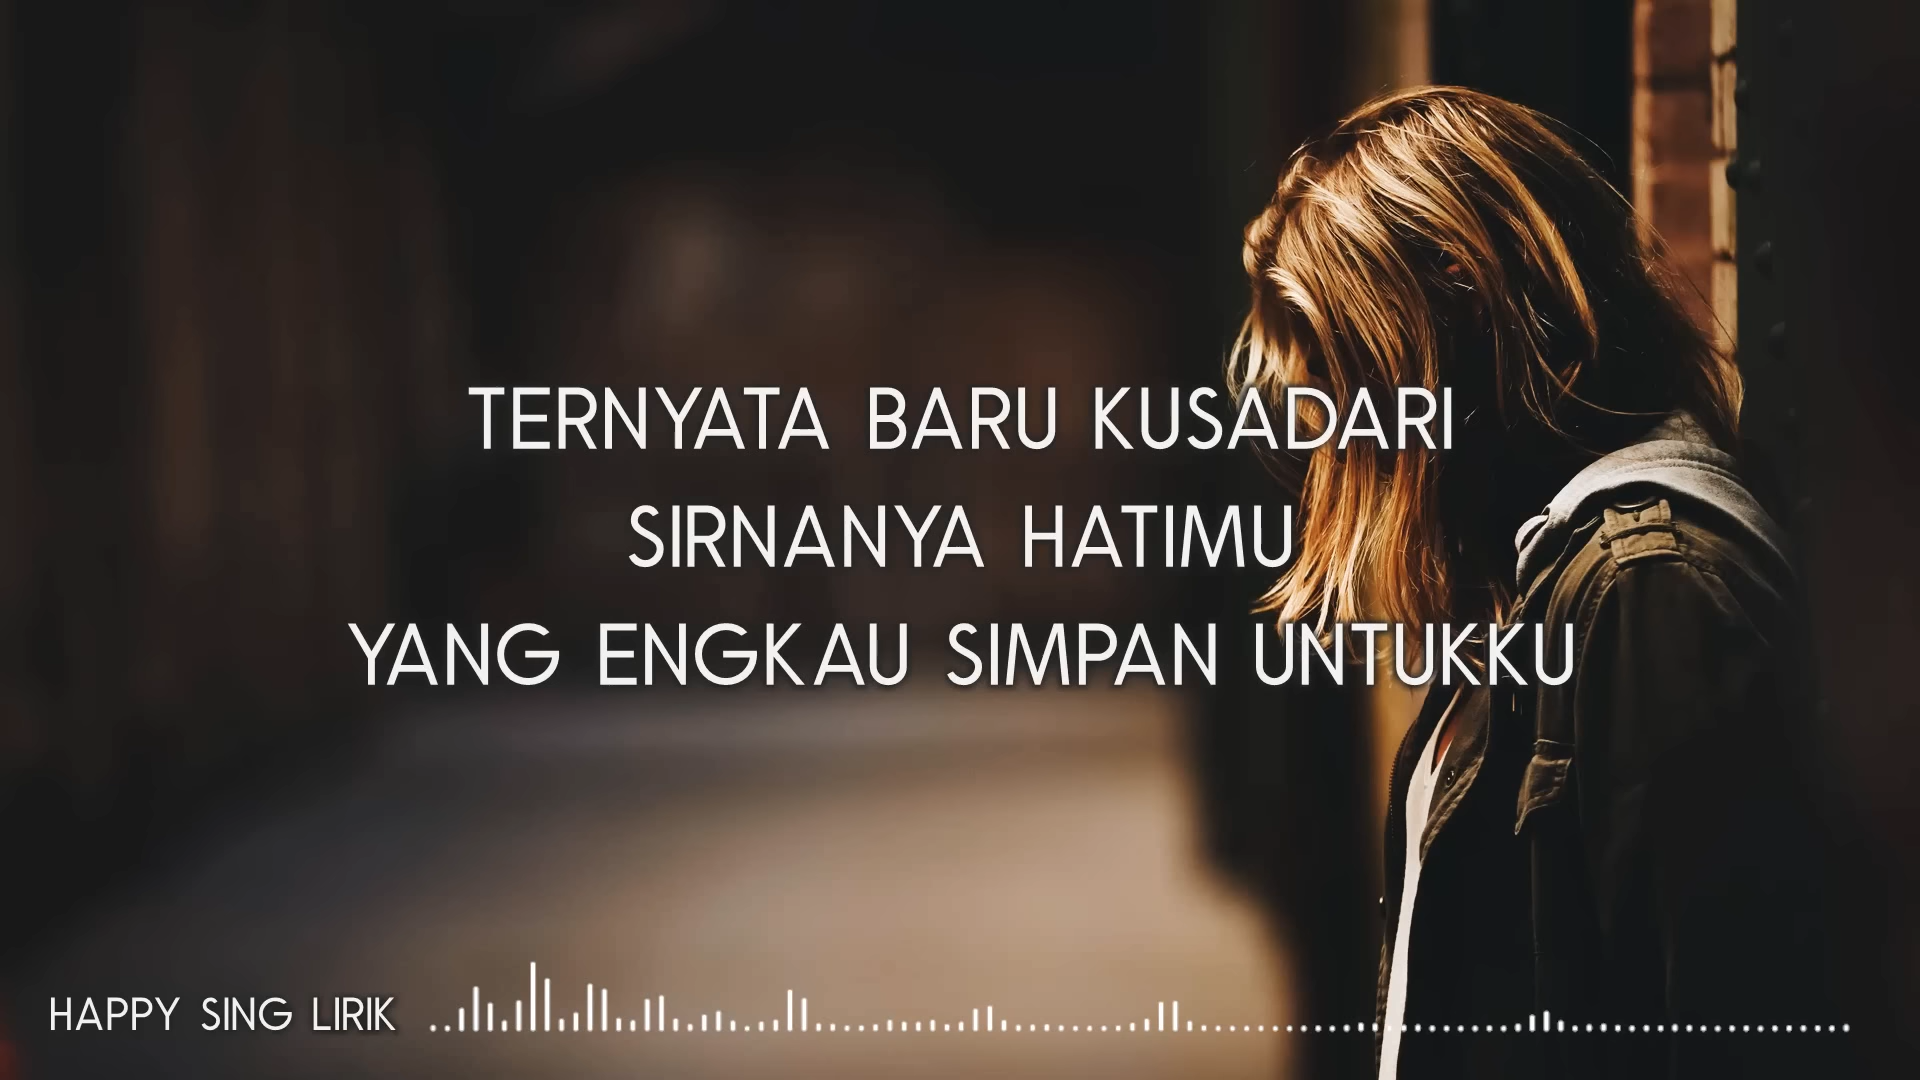 TERNYATA BARU KUSADARI
SIRNANYA HATIMU
YANG ENGKAU SIMPAN UNTUKKU
HAPPY SING LIRIK